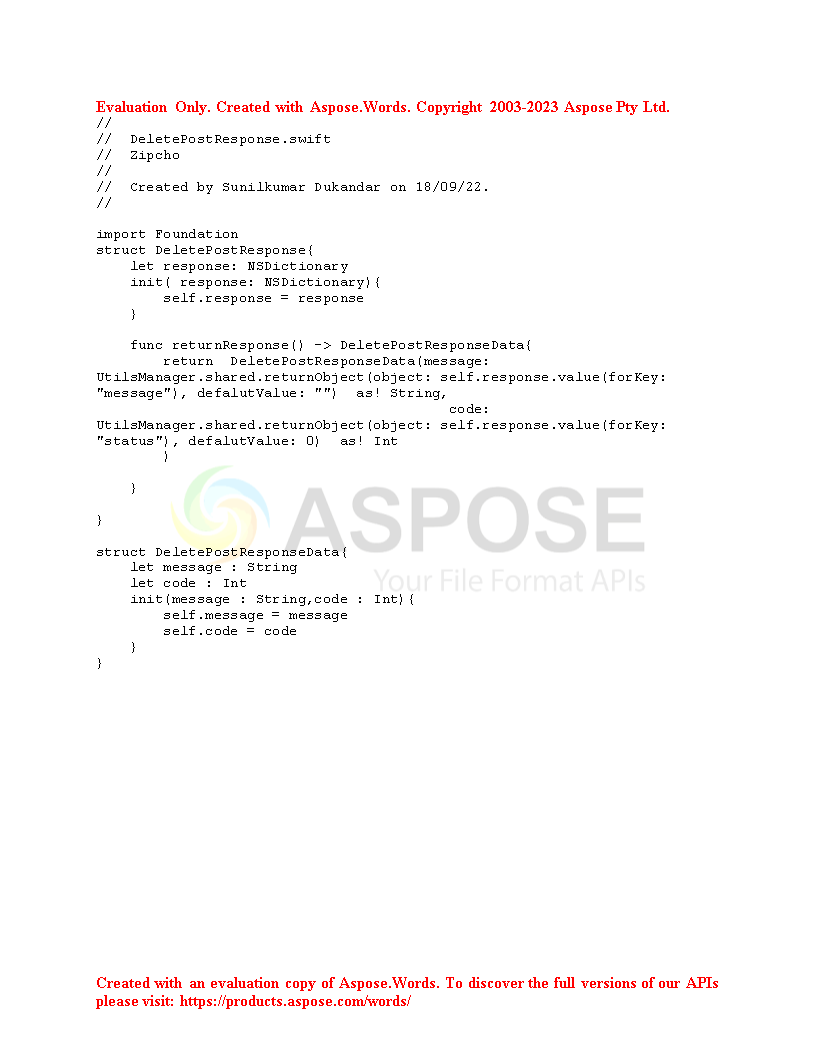 Evaluation Only. Created with Aspose.Words. Copyright 2003-2023 Aspose Pty Ltd.
//
//  DeletePostResponse.swift
//  Zipcho
//
//  Created by Sunilkumar Dukandar on 18/09/22.
//
import Foundation
struct DeletePostResponse{
    let response: NSDictionary
    init( response: NSDictionary){
        self.response = response
    }
    func returnResponse() -> DeletePostResponseData{
        return  DeletePostResponseData(message:
UtilsManager.shared.returnObject(object: self.response.value(forKey:
"message"), defalutValue: "")  as! String,
                                          code:
UtilsManager.shared.returnObject(object: self.response.value(forKey:
"status"), defalutValue: 0)  as! Int
        )
    }
}
ASPOSE
Your File Format APIs
struct DeletePostResponseData{
    let message : String
    let code : Int
    init(message : String,code : Int){
        self.message = message
        self.code = code
    }
}
Created with an evaluation copy of Aspose.Words. To discover the full versions of our APIs
please visit: https://products.aspose.com/words/